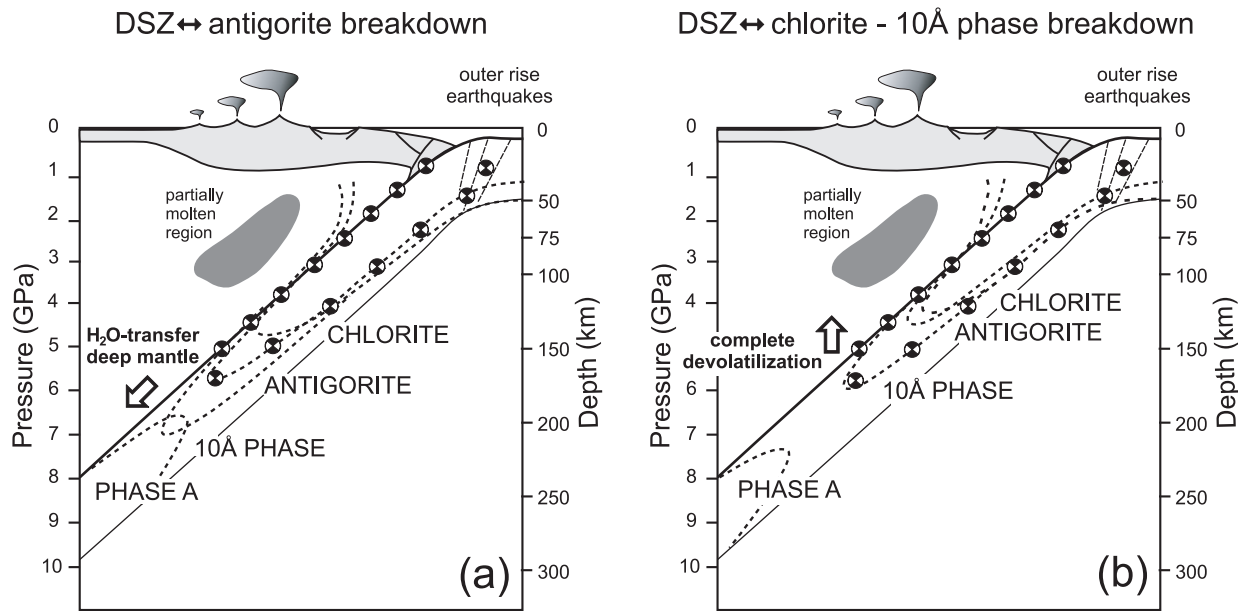 DSZ↔ antigorite breakdown
outer rise
earthquakes
0
1
2
3
4
5
6
7
8
9
10
Pressure (GPa)
0
50
75
100
150
200
250
300
Depth (km)
partially
molten
region
H₂O-transfer
deep mantle
CHLORITE
ANTIGORITE
10Å PHASE
PHASE A
(a)
DSZ↔ chlorite - 10Å phase breakdown
outer rise
earthquakes
0
1
2
3
4
5
6
7
8
9
10
Pressure (GPa)
0
50
75
100
150
200
250
300
Depth (km)
partially
molten
region
complete
devolatilization
CHLORITE
ANTIGORITE
10Å PHASE
PHASE A
(b)